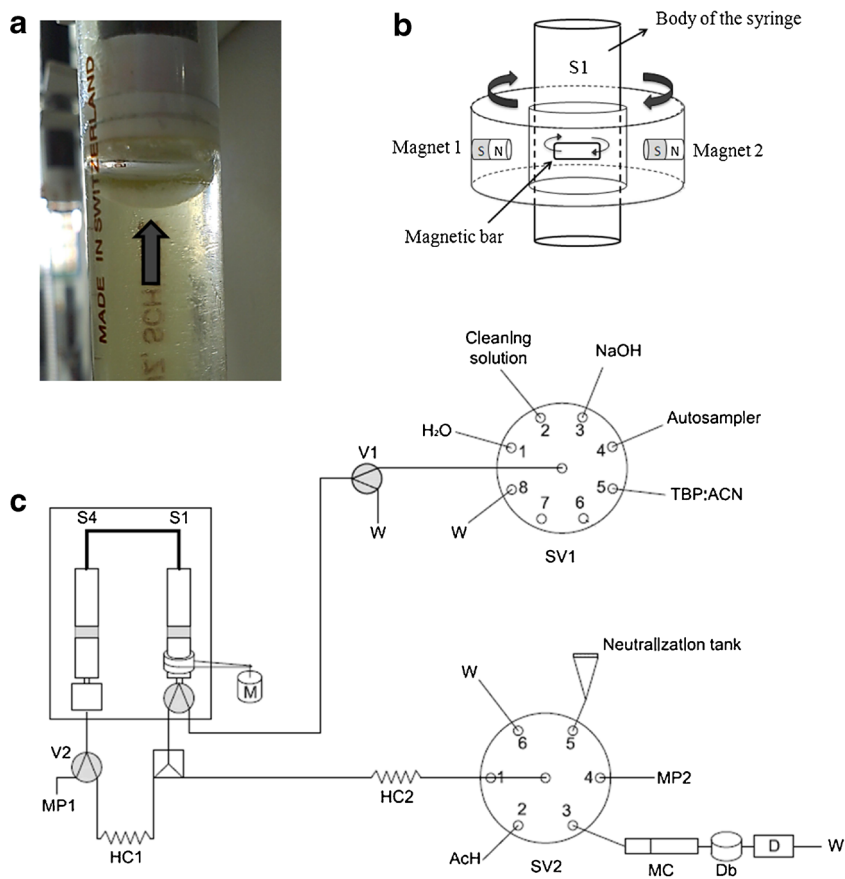 a
MADE IN SWITZERLAND
b
Body of the syringe
S1
Magnet 1
S N
S N
Magnet 2
Magnetic bar
c
Cleaning
solution
NaOH
H₂O
Autosampler
2
3
1
4
V1
8
5
TBP:ACN
7
6
W
W
SV1
S4
S1
M
V2
MP1
HC1
HC2
Neutralization tank
W
6
5
1
4
MP2
2
3
AcH
SV2
MC
Db
D
W